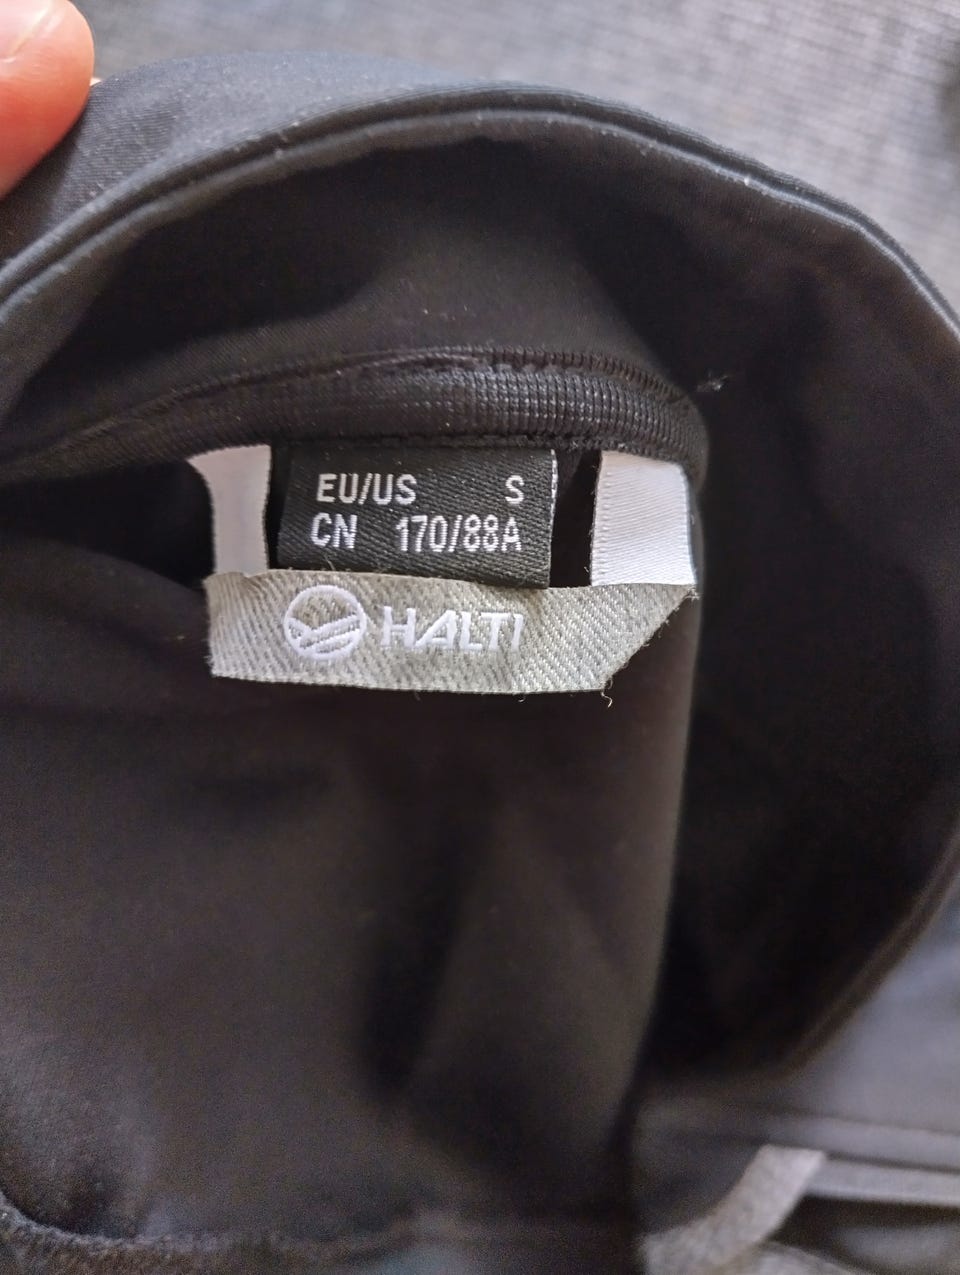 EU/US S
CN 170/88A
HALTI